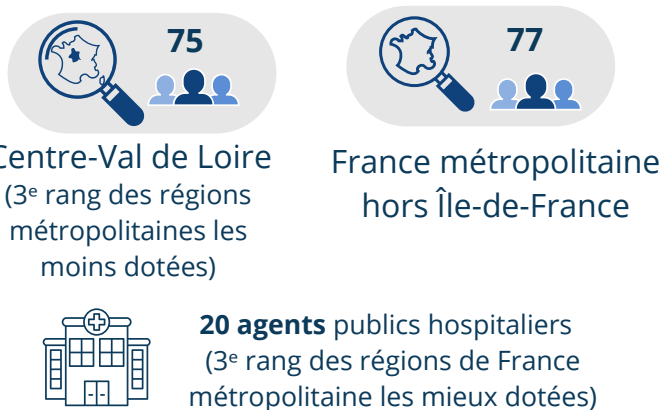 75
77
Centre-Val de Loire
(3e rang des régions
métropolitaines les
moins dotées)
France métropolitaine
hors Île-de-France
20 agents publics hospitaliers
(3e rang des régions de France
métropolitaine les mieux dotées)